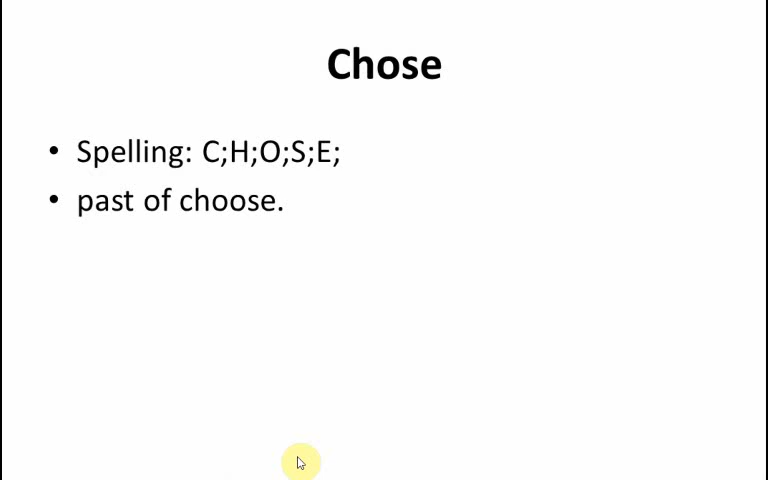 Chose
• Spelling: C;H;O;S;E;
• past of choose.